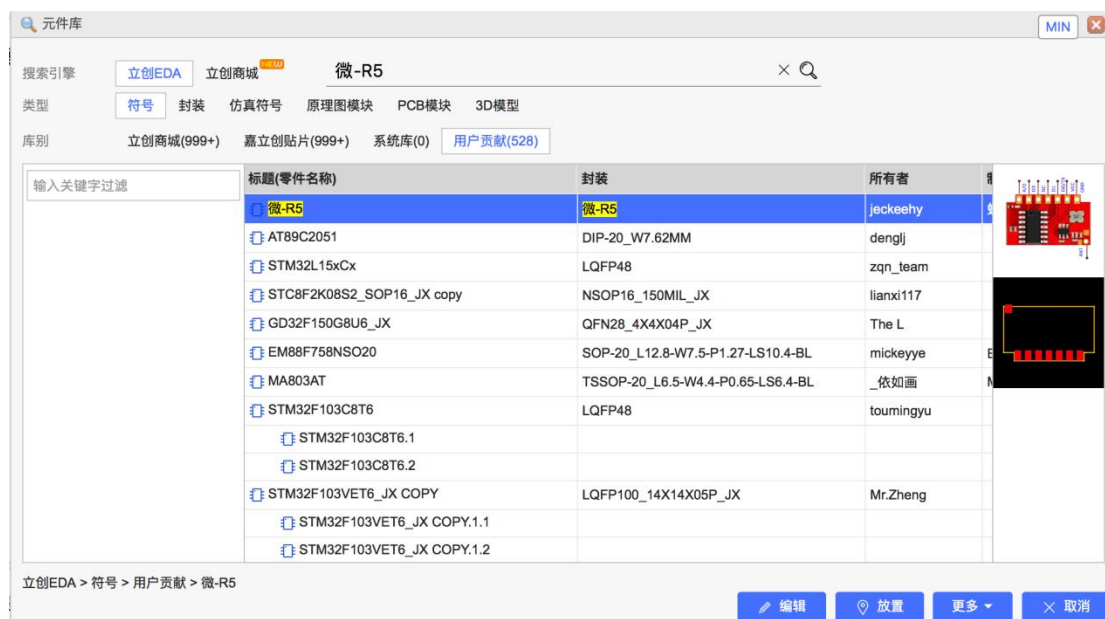 元件库
MIN
搜索引擎 立创EDA 立创商城 NEW 微-R5
类型 符号 封装 仿真符号 原理图模块 PCB模块 3D模型
库别 立创商城(999+) 嘉立创贴片(999+) 系统库(0) 用户贡献(528)
输入关键字过滤
标题(零件名称) 封装 所有者
微-R5 微-R5 jeckeehy
AT89C2051 DIP-20_W7.62MM denglj
STM32L15xCx LQFP48 zqn_team
STC8F2K08S2_SOP16_JX copy NSOP16_150MIL_JX lianxi117
GD32F150G8U6_JX QFN28_4X4X04P_JX The L
EM88F758NSO20 SOP-20_L12.8-W7.5-P1.27-LS10.4-BL mickeyye
MA803AT TSSOP-20_L6.5-W4.4-P0.65-LS6.4-BL _依如画
STM32F103C8T6 LQFP48 toumingyu
STM32F103C8T6.1
STM32F103C8T6.2
STM32F103VET6_JX COPY LQFP100_14X14X05P_JX Mr.Zheng
STM32F103VET6_JX COPY.1.1
STM32F103VET6_JX COPY.1.2
立创EDA > 符号 > 用户贡献 > 微-R5
编辑 放置 更多 取消